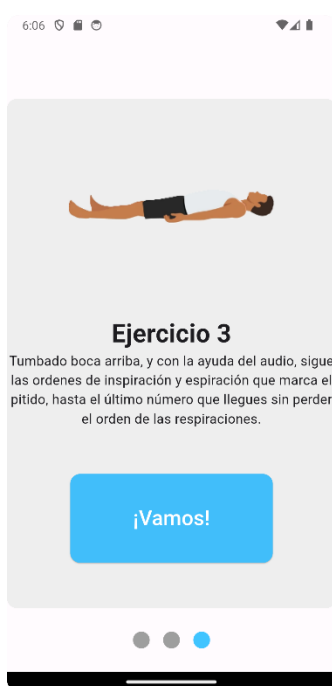 6:06
Ejercicio 3
Tumbado boca arriba, y con la ayuda del audio, sigue
las ordenes de inspiración y espiración que marca el
pitido, hasta el último número que llegues sin perder
el orden de las respiraciones.
¡Vamos!